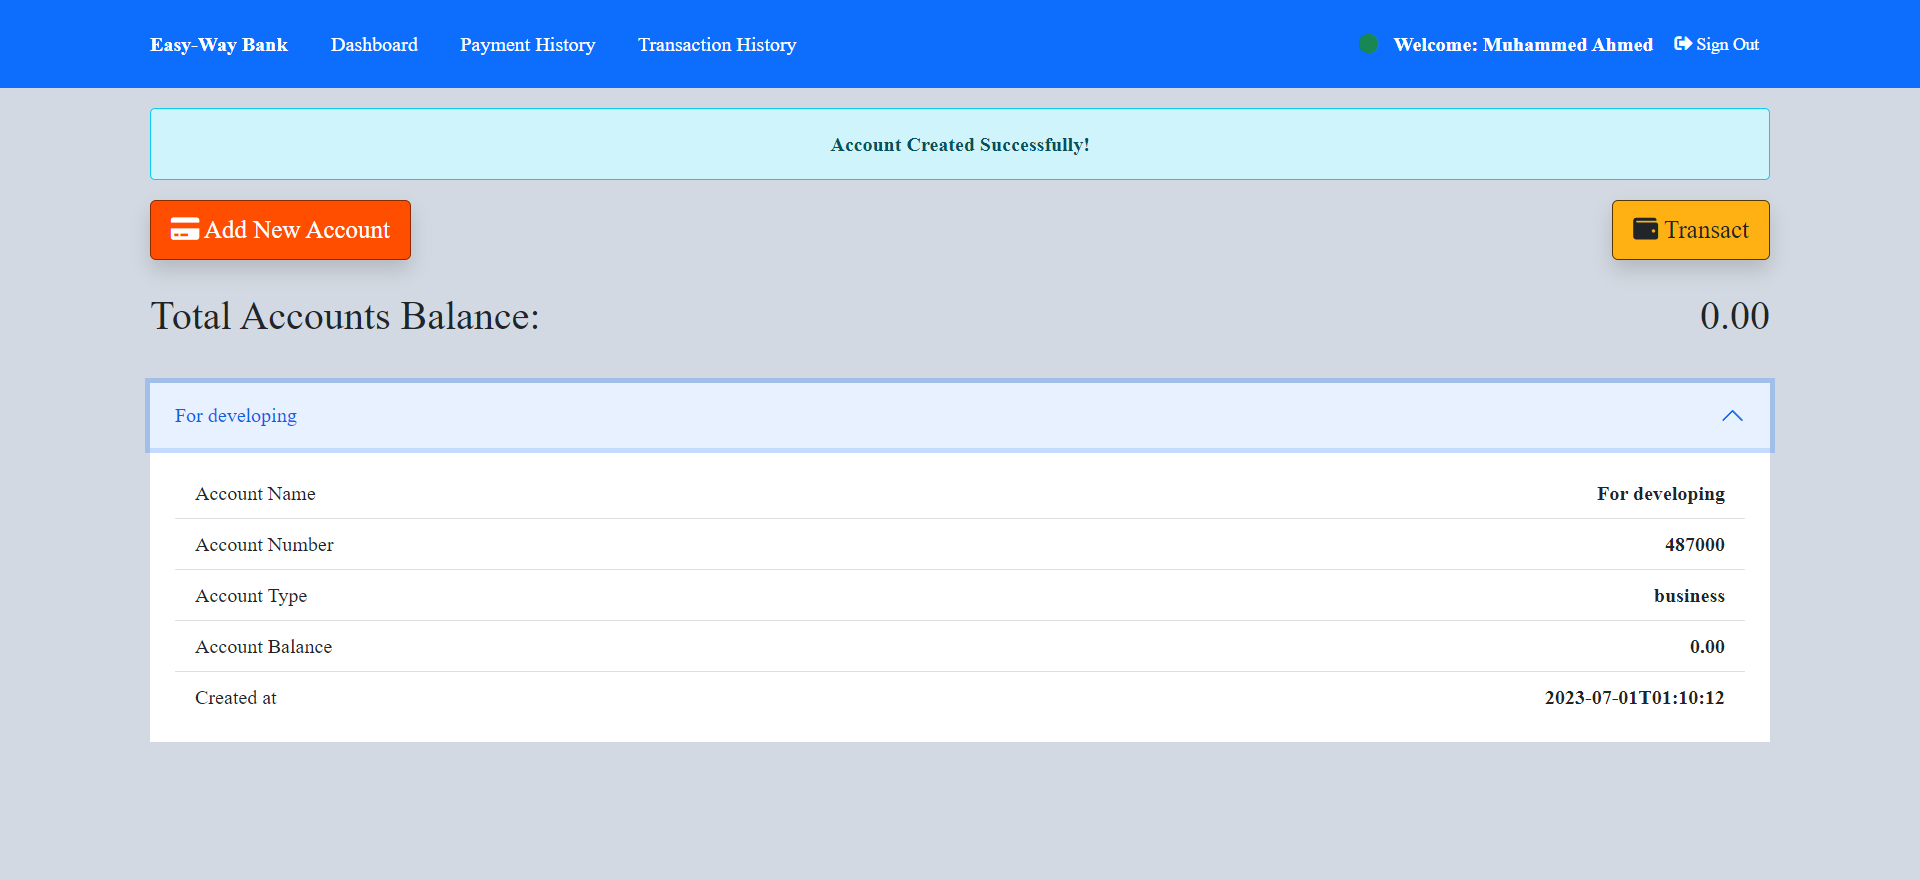 Easy-Way Bank Dashboard Payment History Transaction History Welcome: Muhammed Ahmed Sign Out
Account Created Successfully!
Add New Account Transact
Total Accounts Balance: 0.00
For developing
Account Name For developing
Account Number 487000
Account Type business
Account Balance 0.00
Created at 2023-07-01T01:10:12